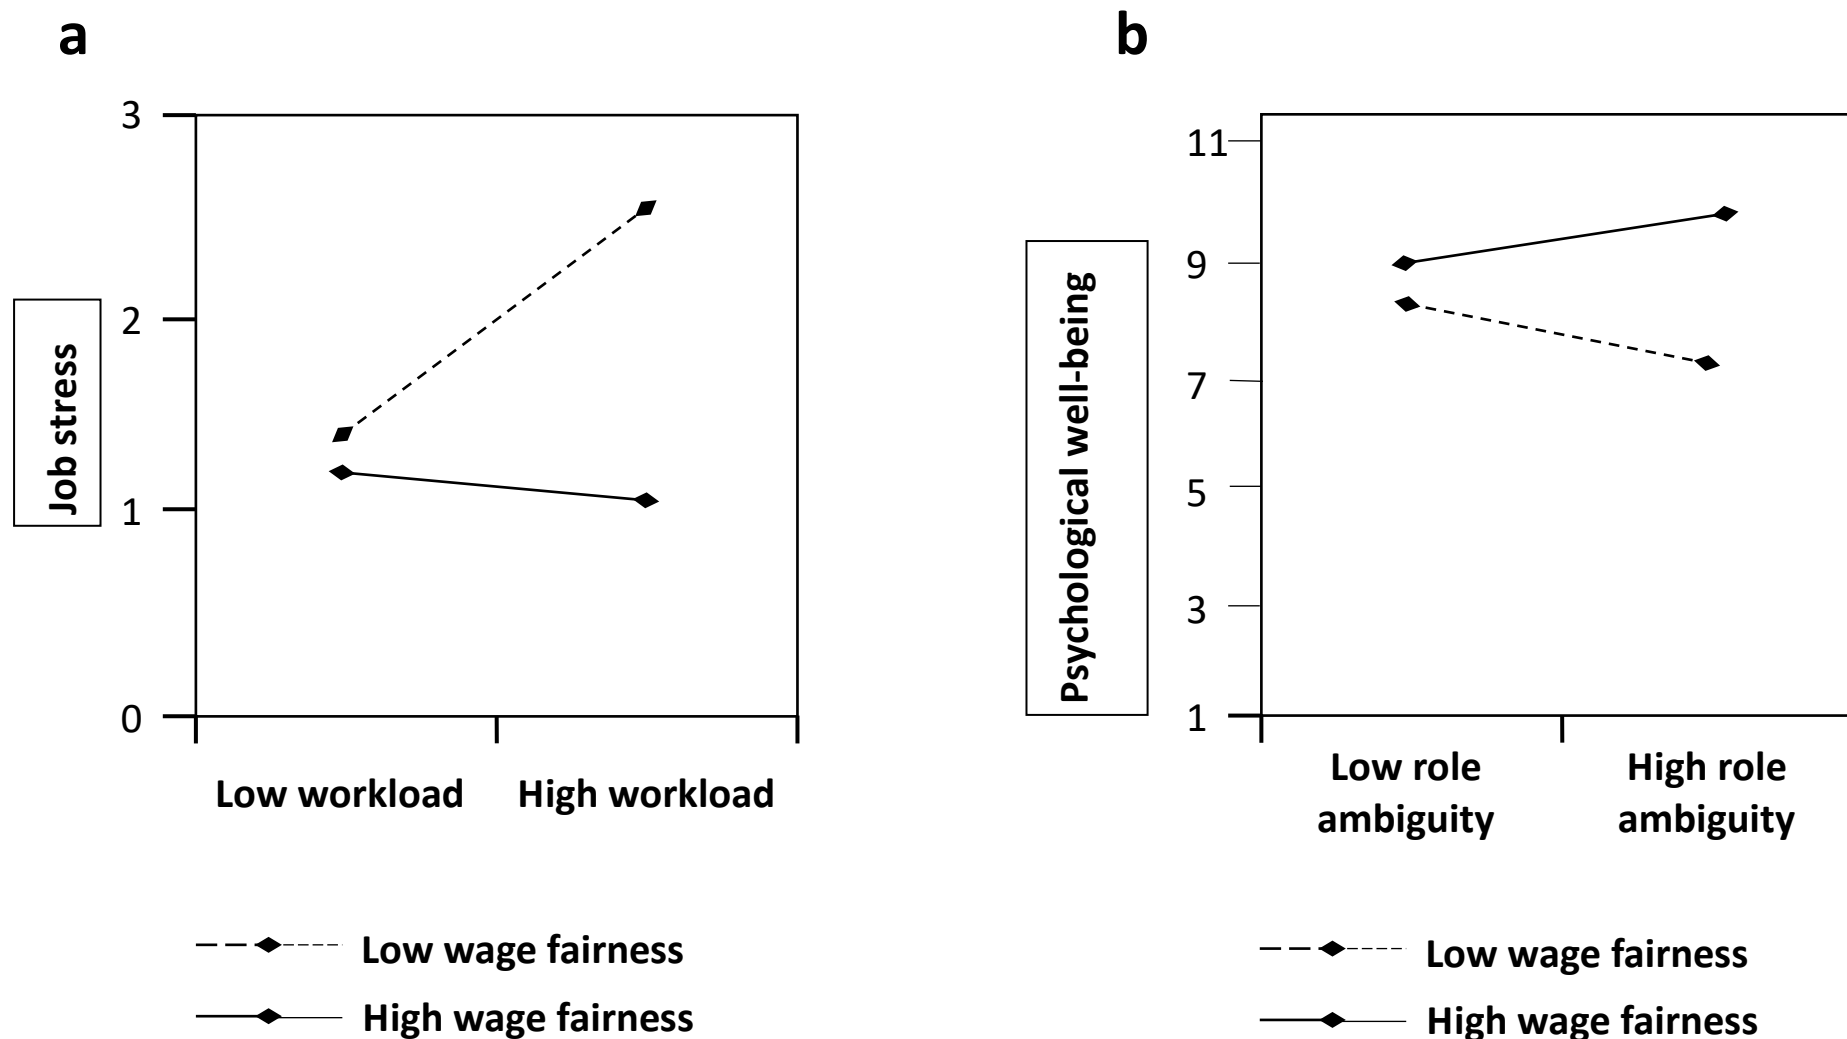 a
3
2
1
0
Job stress
Low workload
High workload
Low wage fairness
High wage fairness
b
11
9
7
5
3
1
Psychological well-being
Low role
ambiguity
High role
ambiguity
Low wage fairness
High wage fairness